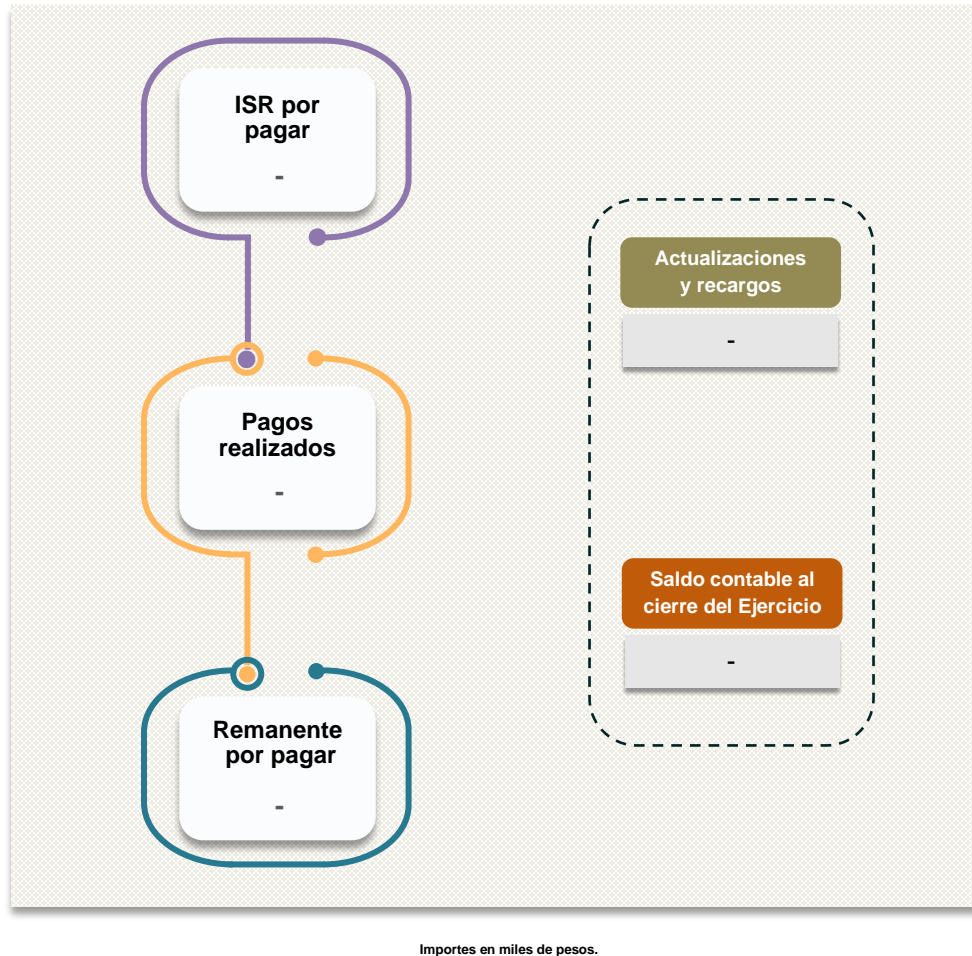 ISR por
pagar
-
Pagos
realizados
-
Remanente
por pagar
-
Actualizaciones
y recargos
-
Saldo contable al
cierre del Ejercicio
-
Importes en miles de pesos.